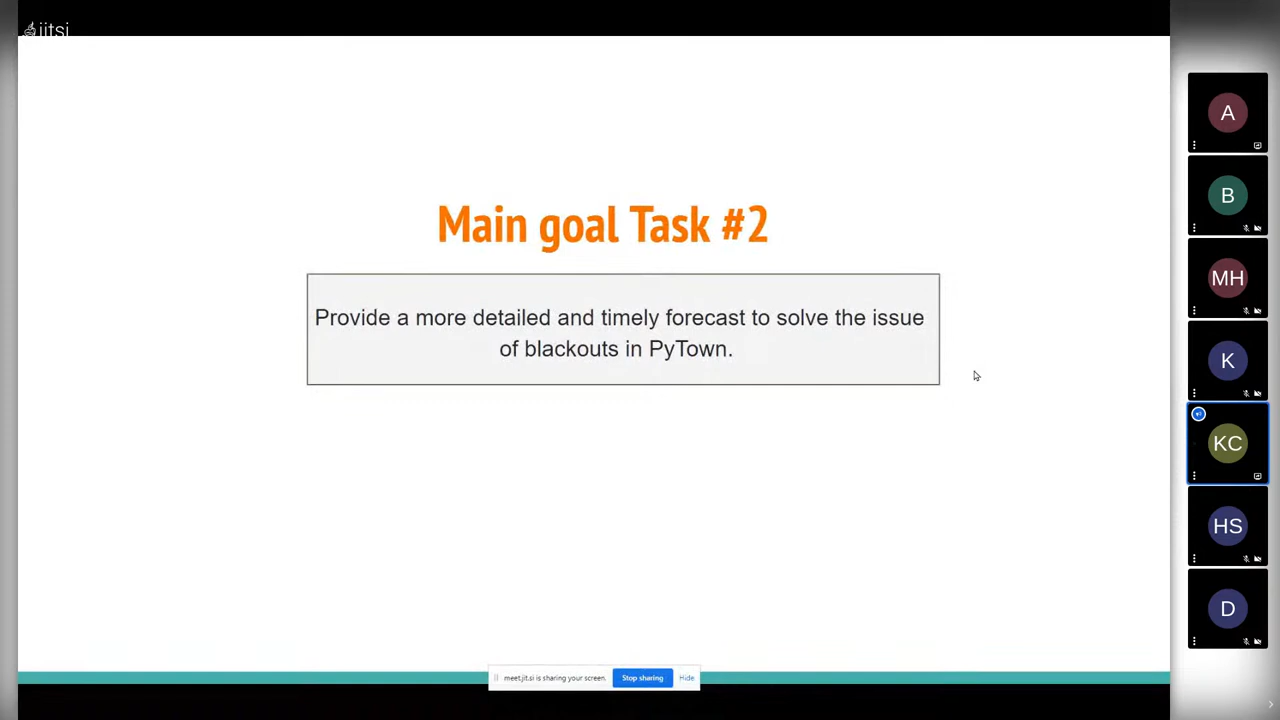 jitsi
Main goal Task #2
Provide a more detailed and timely forecast to solve the issue
of blackouts in PyTown.
meet.jit.si is sharing your screen.
Stop sharing
Hide
A
B
MH
K
KC
HS
D